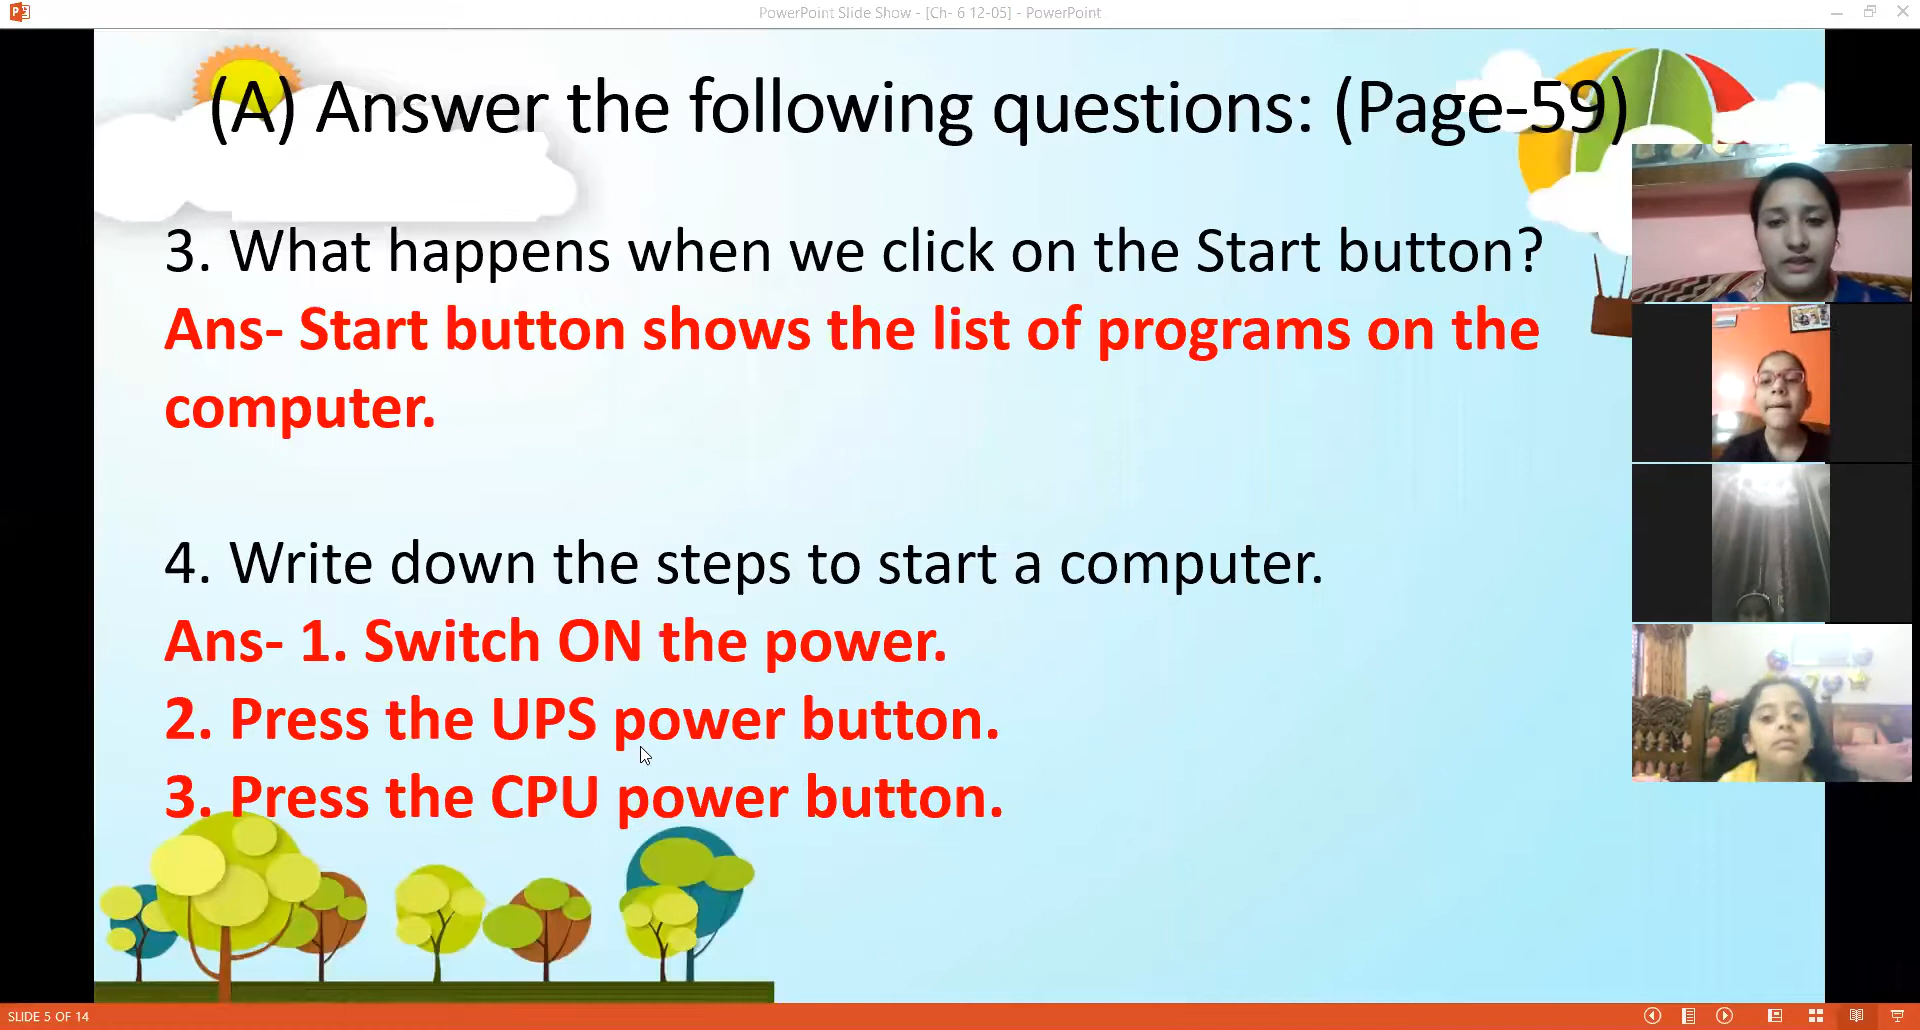 PowerPoint Slide Show - [Ch- 6 12-05] - PowerPoint
(A) Answer the following questions: (Page-59)
3. What happens when we click on the Start button?
Ans- Start button shows the list of programs on the
computer.
4. Write down the steps to start a computer.
Ans- 1. Switch ON the power.
2. Press the UPS power button.
3. Press the CPU power button.
SLIDE 5 OF 14